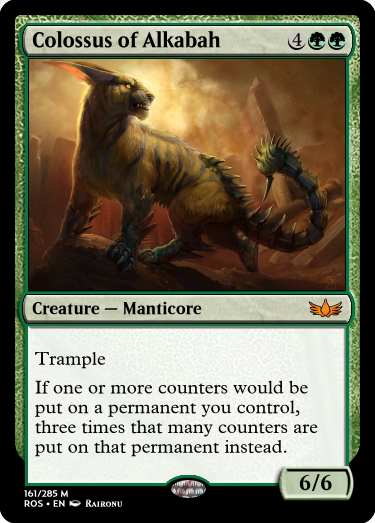 Colossus of Alkabah 4
Creature — Manticore
Trample
If one or more counters would be
put on a permanent you control,
three times that many counters are
put on that permanent instead.
6/6
161/285 M
ROS • EN Raironu